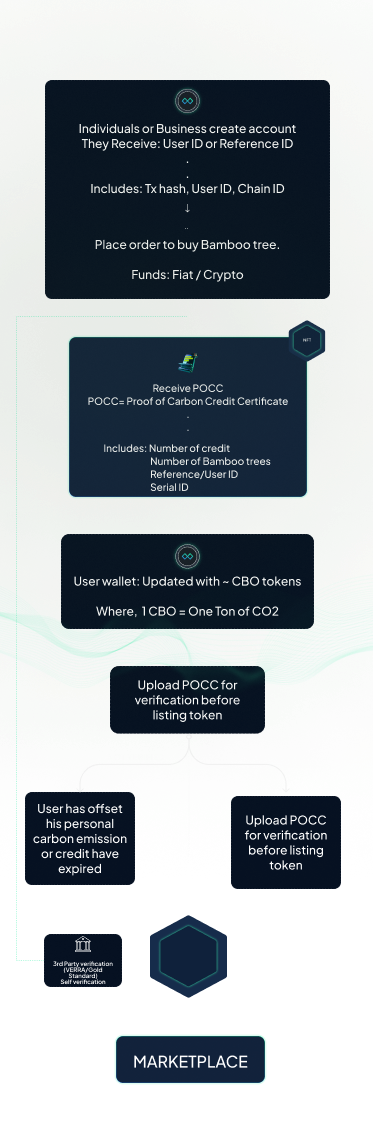 Individuals or Business create account
They Receive: User ID or Reference ID
.
.
Includes: Tx hash, User ID, Chain ID
↓
..
Place order to buy Bamboo tree.
Funds: Fiat / Crypto
NFT
Receive POCC
POCC= Proof of Carbon Credit Certificate
.
.
Includes: Number of credit
Number of Bamboo trees
Reference/User ID
Serial ID
User wallet: Updated with ~ CBO tokens
Where, 1 CBO = One Ton of CO2
Upload POCC for
verification before
listing token
User has offset
his personal
carbon emission
or credit have
expired
Upload POCC
for verification
before listing
token
3rd Party verification
(VERRA/Gold
Standard)
Self verification
MARKETPLACE